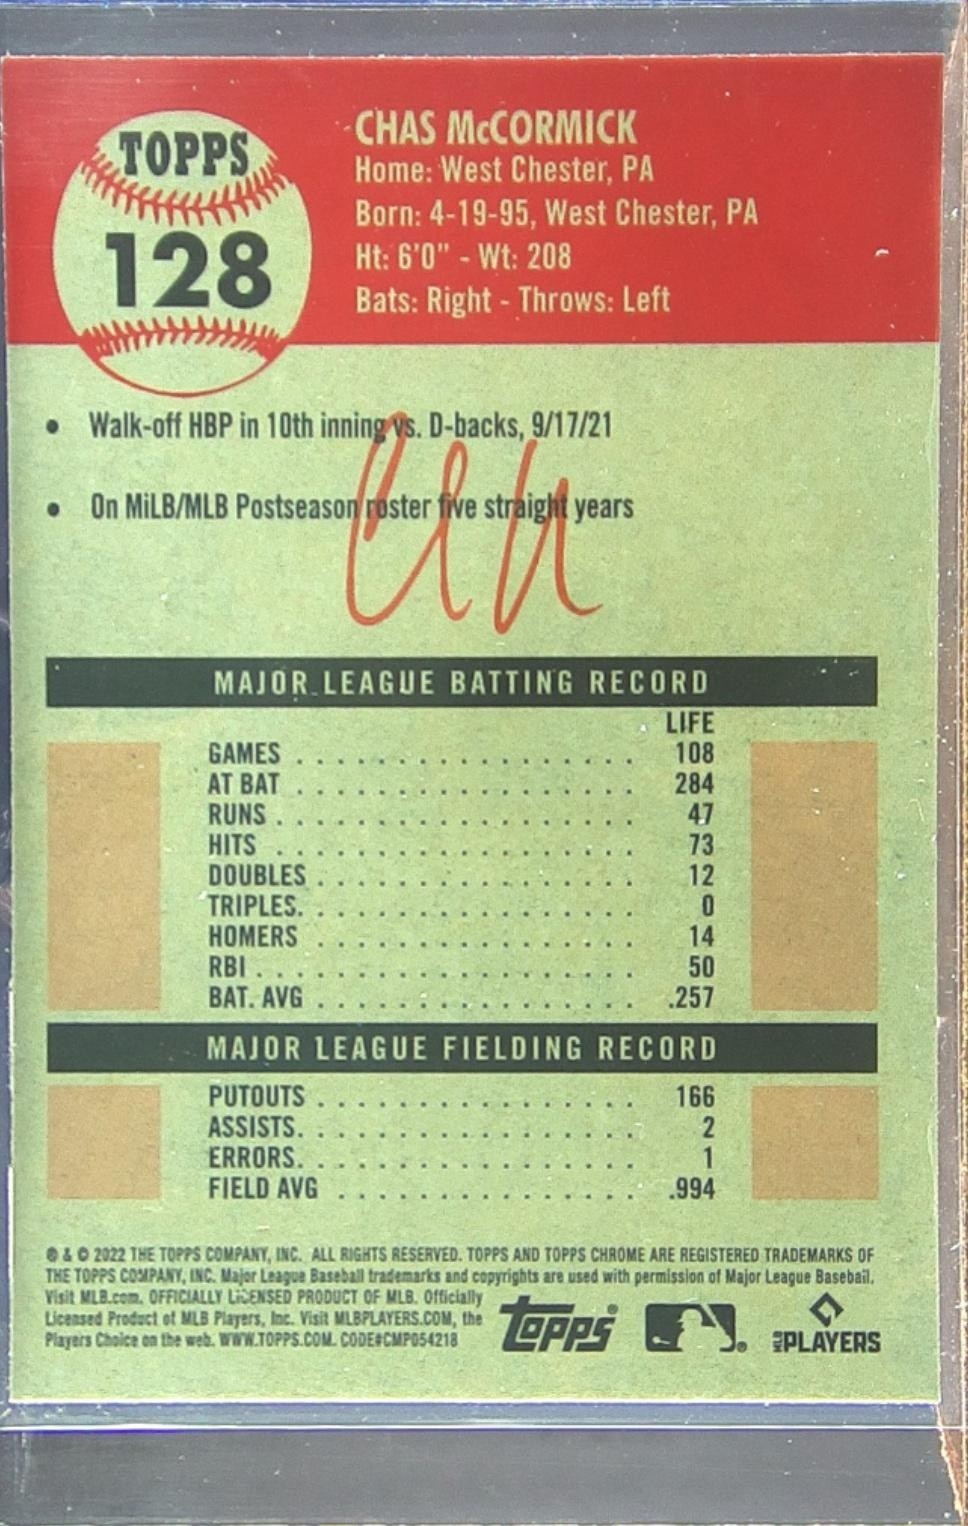 TOPPS
128
CHAS McCORMICK
Home: West Chester, PA
Born: 4-19-95, West Chester, PA
Ht: 6'0" - Wt: 208
Bats: Right - Throws: Left
• Walk-off HBP in 10th inning vs. D-backs, 9/17/21
• On MiLB/MLB Postseason roster five straight years
MAJOR LEAGUE BATTING RECORD
LIFE
GAMES . . . . . . . . . . . . . . . . . 108
AT BAT . . . . . . . . . . . . . . . . . 284
RUNS . . . . . . . . . . . . . . . . . . 47
HITS . . . . . . . . . . . . . . . . . . 73
DOUBLES . . . . . . . . . . . . . . . . 12
TRIPLES. . . . . . . . . . . . . . . . . 0
HOMERS . . . . . . . . . . . . . . . . 14
RBI . . . . . . . . . . . . . . . . . . . 50
BAT. AVG . . . . . . . . . . . . . . . . .257
MAJOR LEAGUE FIELDING RECORD
PUTOUTS . . . . . . . . . . . . . . . . 166
ASSISTS. . . . . . . . . . . . . . . . . 2
ERRORS. . . . . . . . . . . . . . . . . 1
FIELD AVG . . . . . . . . . . . . . . . .994
® & © 2022 THE TOPPS COMPANY, INC. ALL RIGHTS RESERVED. TOPPS AND TOPPS CHROME ARE REGISTERED TRADEMARKS OF
THE TOPPS COMPANY, INC. Major League Baseball trademarks and copyrights are used with permission of Major League Baseball.
Visit MLB.com. OFFICIALLY LICENSED PRODUCT OF MLB. Officially
Licensed Product of MLB Players, Inc. Visit MLBPLAYERS.COM, the
Players Choice on the web. WWW.TOPPS.COM. CODE#CMP054218
topps®
MLB PLAYERS